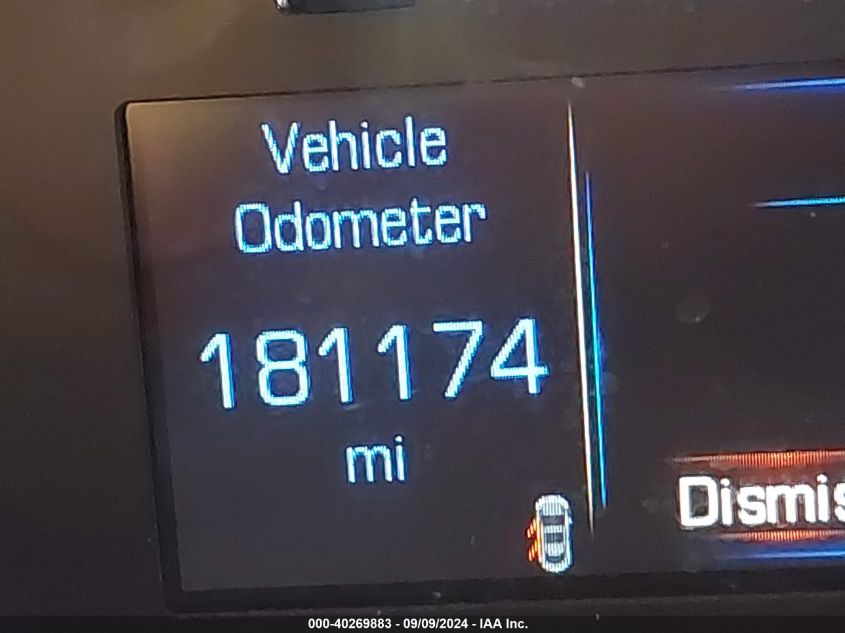 Vehicle
Odometer
181174
mi
Dismis
000-40269883 - 09/09/2024 - IAA Inc.